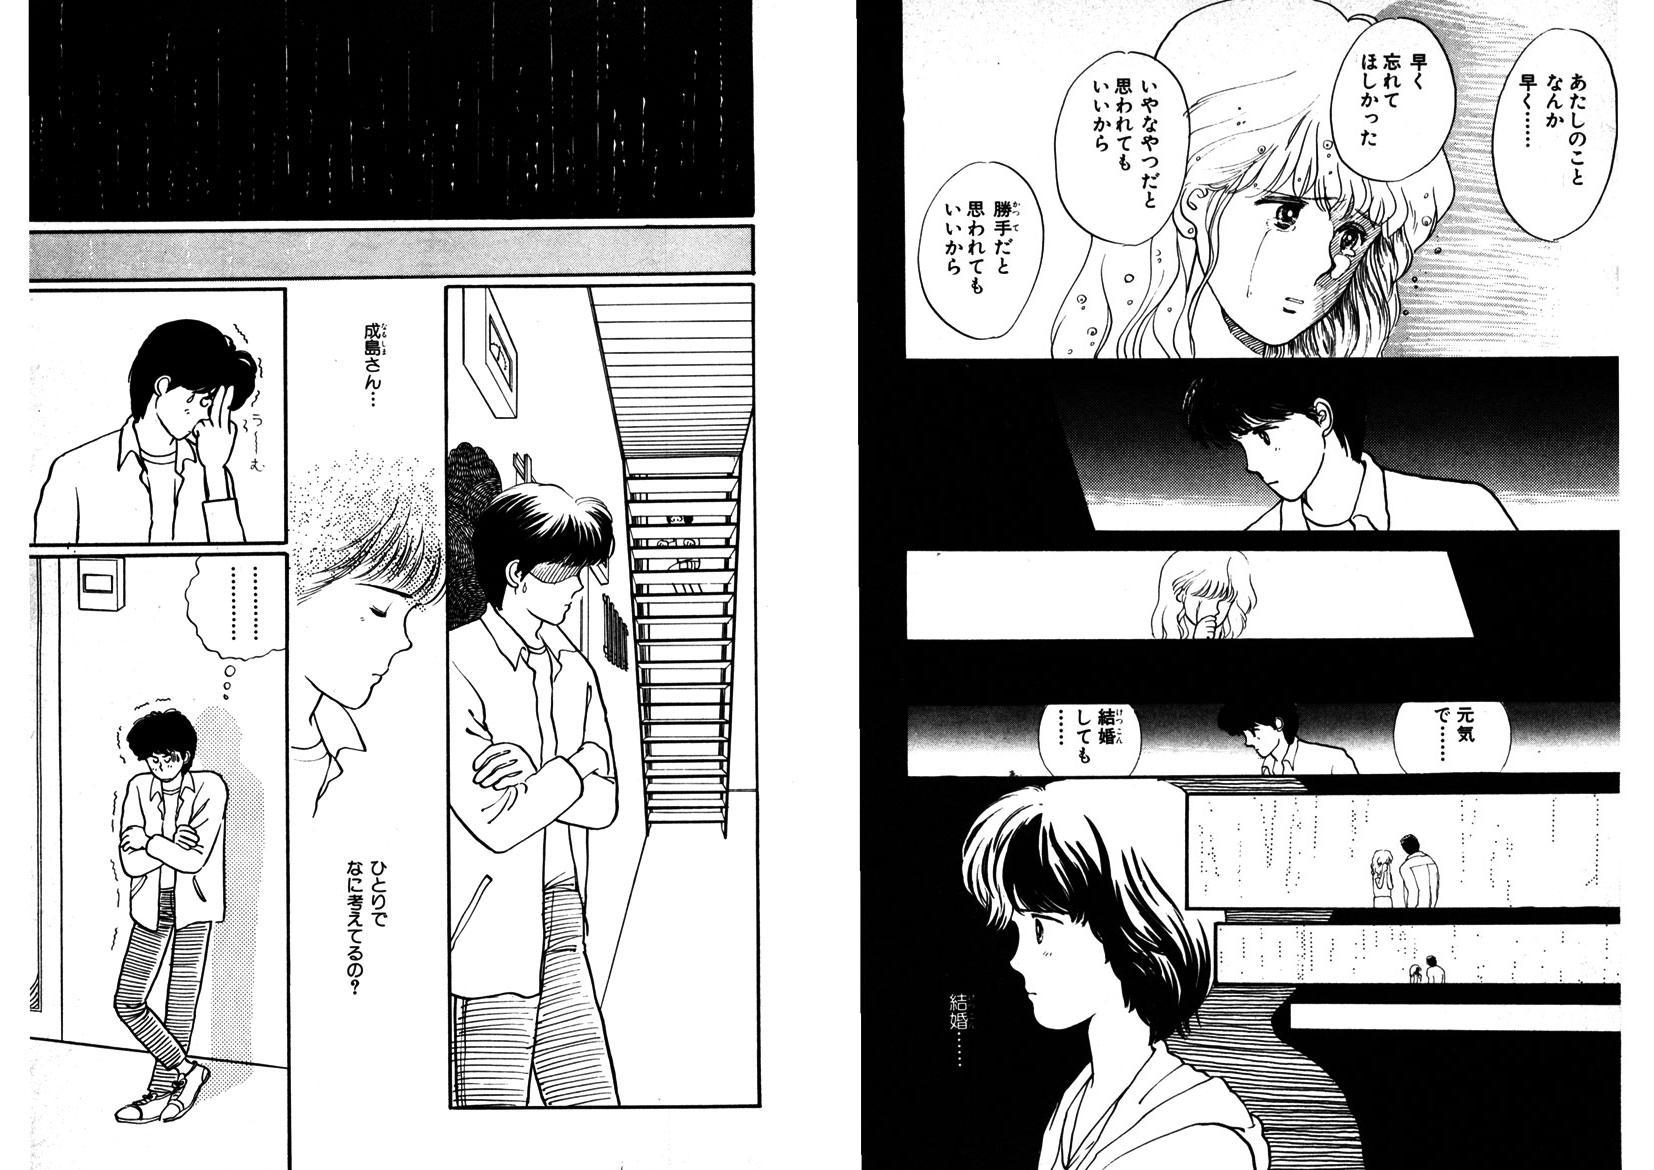 あたしのこと
なんか
早く……
早く
忘れて
ほしかった
いやなやつだと
思われても
いいから
勝手だと
思われても
いいから
元気
で……
結婚
しても
……
結婚……
成島さん…
ひとりで
なに考えてるの？
う〜む
…………
…………